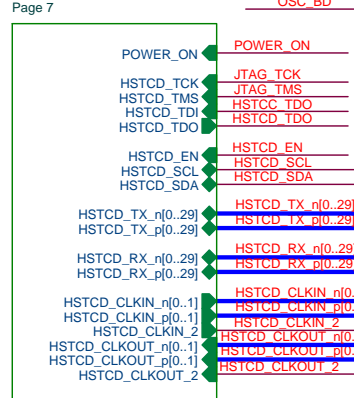 Page 7
OSC_BD
POWER_ON POWER_ON
HSTCD_TCK JTAG_TCK
HSTCD_TMS JTAG_TMS
HSTCD_TDI HSTCC_TDO
HSTCD_TDO HSTCD_TDO
HSTCD_EN HSTCD_EN
HSTCD_SCL HSTCD_SCL
HSTCD_SDA HSTCD_SDA
HSTCD_TX_n[0..29] HSTCD_TX_n[0..29]
HSTCD_TX_p[0..29] HSTCD_TX_p[0..29]
HSTCD_RX_n[0..29] HSTCD_RX_n[0..29
HSTCD_RX_p[0..29] HSTCD_RX_p[0..29
HSTCD_CLKIN_n[0..1] HSTCD_CLKIN_n[0.
HSTCD_CLKIN_p[0..1] HSTCD_CLKIN_p[0.
HSTCD_CLKIN_2 HSTCD_CLKIN_2
HSTCD_CLKOUT_n[0..1] HSTCD_CLKOUT_n[0
HSTCD_CLKOUT_p[0..1] HSTCD_CLKOUT_p[0
HSTCD_CLKOUT_2 HSTCD_CLKOUT_2